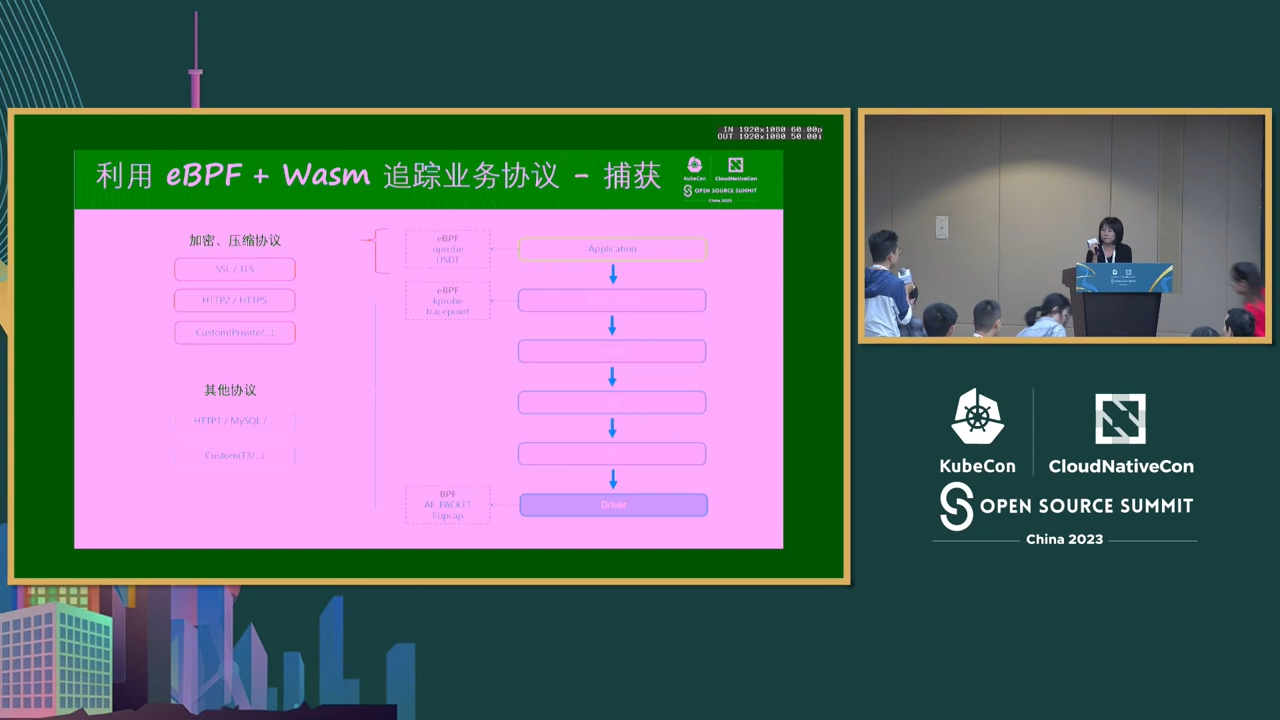 IN 1920x1080 60.00p
OUT 1920x1080 50.00i
利用 eBPF + Wasm 追踪业务协议 - 捕获
KubeCon
CloudNativeCon
OPEN SOURCE SUMMIT
China 2023
加密、压缩协议
SSL / TLS
HTTP2 / HTTPS
Custom(Private/...)
其他协议
HTTP1 / MySQL / ...
Custom(T3/...)
eBPF
uprobe
USDT
eBPF
kprobe
tracepoint
BPF
AF_PACKET
libpcap
Application
Driver
KubeCon
CloudNativeCon
OPEN SOURCE SUMMIT
China 2023